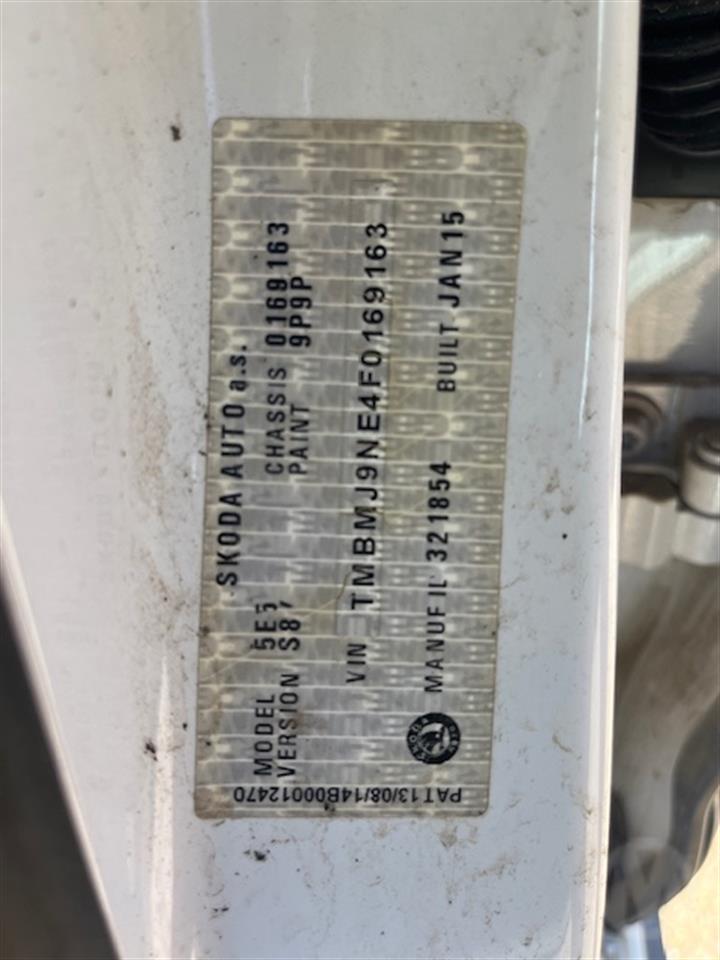 SKODA AUTO a.s.
MODEL 5E5 CHASSIS 0169163
VERSION S87 PAINT 9P9P
VIN TMBMJ9NE4F0169163
MANUF IL 321854 BUILT JAN15
PAT13/08/14B00012470